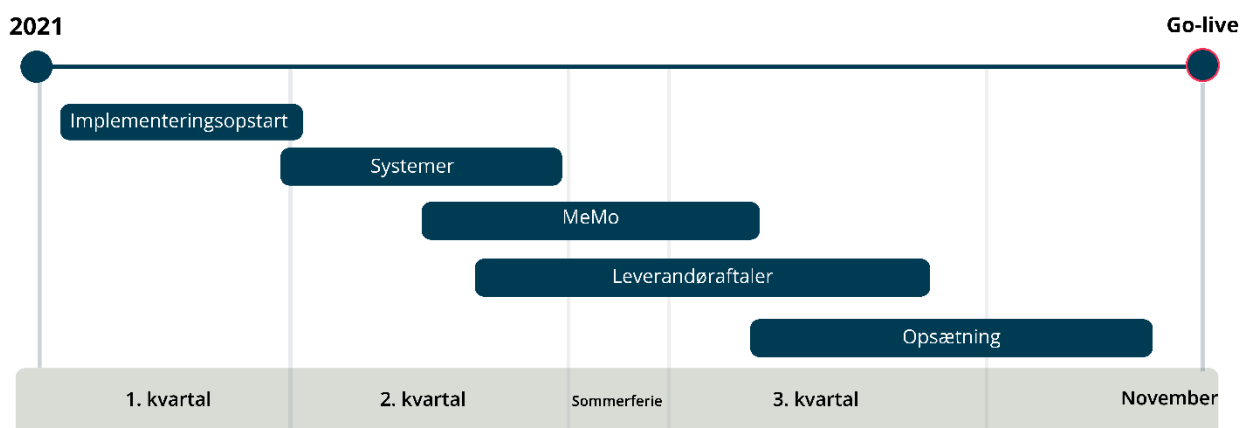 2021
Go-live
Implementeringsopstart
Systemer
MeMo
Leverandøraftaler
Opsætning
1. kvartal
2. kvartal
Sommerferie
3. kvartal
November